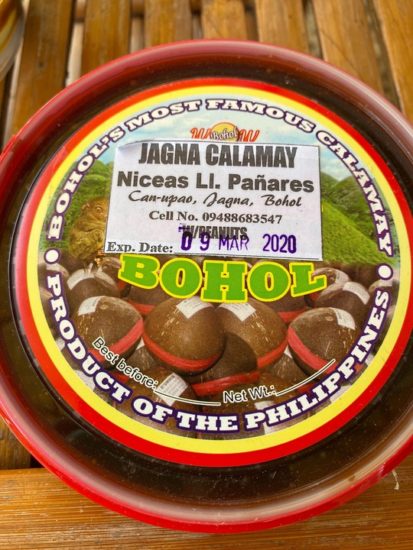 BOHOL'S MOST FAMOUS CALAMAY
W Bohol W
JAGNA CALAMAY
Niceas Ll. Pañares
Can-upao, Jagna, Bohol
Cell No. 09488683547
W/PEANUTS
Exp. Date: 09 MAR 2020
BOHOL
Best before:
Net Wt.:
PRODUCT OF THE PHILIPPINES